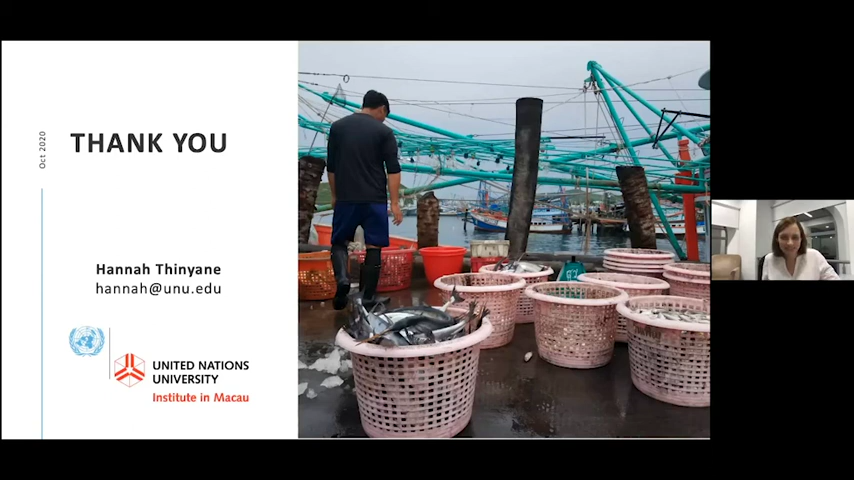 Oct 2020
THANK YOU
Hannah Thinyane
hannah@unu.edu
UNITED NATIONS
UNIVERSITY
Institute in Macau